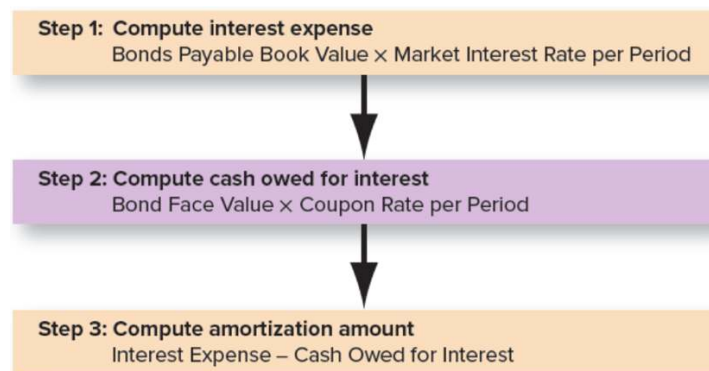 Step 1: Compute interest expense
Bonds Payable Book Value × Market Interest Rate per Period
Step 2: Compute cash owed for interest
Bond Face Value × Coupon Rate per Period
Step 3: Compute amortization amount
Interest Expense – Cash Owed for Interest